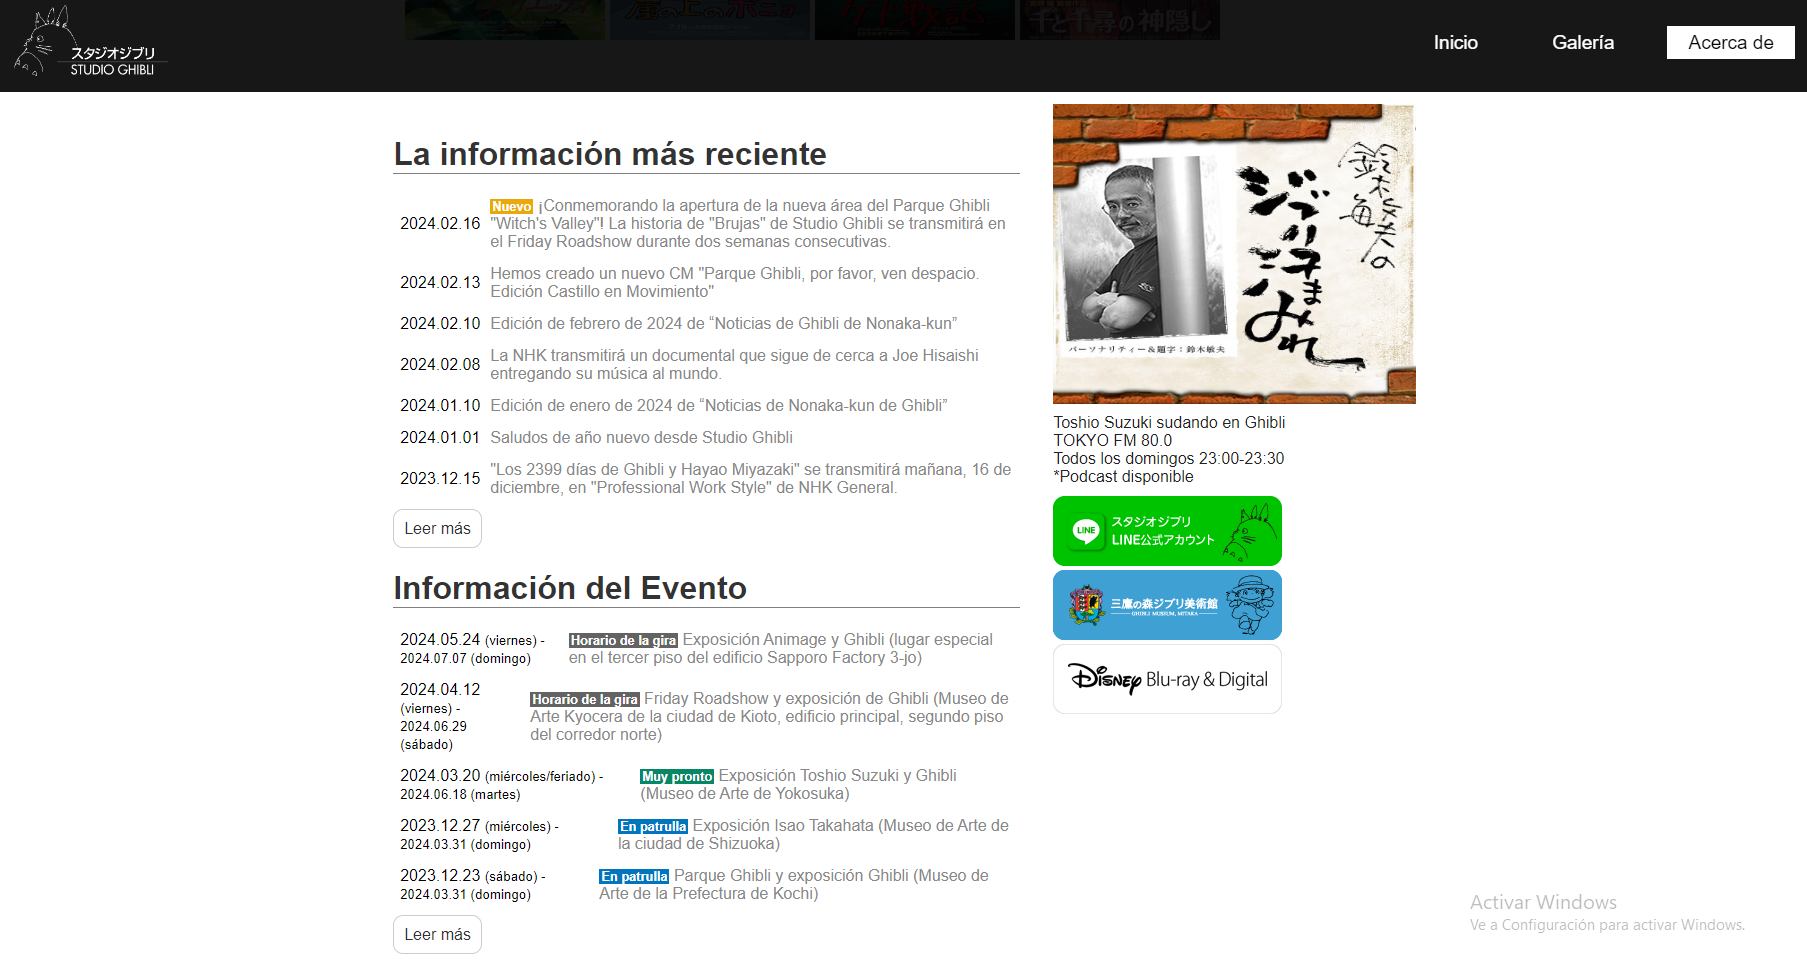 スタジオジブリ
STUDIO GHIBLI
崖の上のポニョ
ゲド戦記
千と千尋の神隠し
Inicio
Galería
Acerca de
La información más reciente
2024.02.16
Nuevo ¡Conmemorando la apertura de la nueva área del Parque Ghibli
"Witch's Valley"! La historia de "Brujas" de Studio Ghibli se transmitirá en
el Friday Roadshow durante dos semanas consecutivas.
2024.02.13
Hemos creado un nuevo CM "Parque Ghibli, por favor, ven despacio.
Edición Castillo en Movimiento"
2024.02.10 Edición de febrero de 2024 de “Noticias de Ghibli de Nonaka-kun”
2024.02.08
La NHK transmitirá un documental que sigue de cerca a Joe Hisaishi
entregando su música al mundo.
2024.01.10 Edición de enero de 2024 de “Noticias de Nonaka-kun de Ghibli”
2024.01.01 Saludos de año nuevo desde Studio Ghibli
2023.12.15
"Los 2399 días de Ghibli y Hayao Miyazaki" se transmitirá mañana, 16 de
diciembre, en "Professional Work Style" de NHK General.
Leer más
Información del Evento
2024.05.24 (viernes) -
2024.07.07 (domingo)
Horario de la gira Exposición Animage y Ghibli (lugar especial
en el tercer piso del edificio Sapporo Factory 3-jo)
2024.04.12
(viernes) -
2024.06.29
(sábado)
Horario de la gira Friday Roadshow y exposición de Ghibli (Museo de
Arte Kyocera de la ciudad de Kioto, edificio principal, segundo piso
del corredor norte)
2024.03.20 (miércoles/feriado) -
2024.06.18 (martes)
Muy pronto Exposición Toshio Suzuki y Ghibli
(Museo de Arte de Yokosuka)
2023.12.27 (miércoles) -
2024.03.31 (domingo)
En patrulla Exposición Isao Takahata (Museo de Arte de
la ciudad de Shizuoka)
2023.12.23 (sábado) -
2024.03.31 (domingo)
En patrulla Parque Ghibli y exposición Ghibli (Museo de
Arte de la Prefectura de Kochi)
Leer más
鈴木敏夫の
ジブリ汗まみれ
パーソナリティー&題字:鈴木敏夫
Toshio Suzuki sudando en Ghibli
TOKYO FM 80.0
Todos los domingos 23:00-23:30
*Podcast disponible
LINE
スタジオジブリ
LINE公式アカウント
三鷹の森ジブリ美術館
GHIBLI MUSEUM, MITAKA
Disney Blu-ray & Digital
Activar Windows
Ve a Configuración para activar Windows.